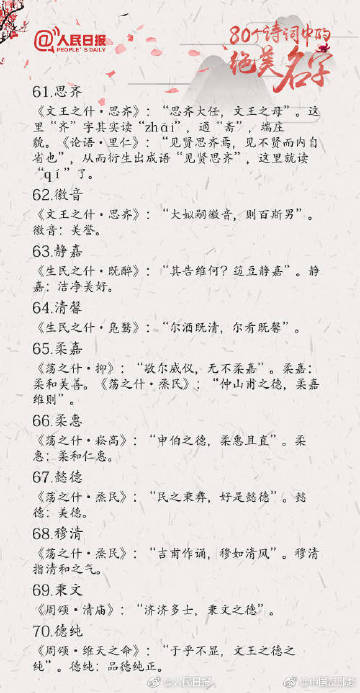 人民日报
PEOPLE'S DAILY
80个诗词中的
绝美名字
61.思齐
《文王之什·思齐》：“思齐大任，文王之母”。这
里“齐”字其实读“zhāi”，通“斋”，端庄
貌。《论语·里仁》：“见贤思齐焉，见不贤而内自
省也”，从而衍生出成语“见贤思齐”，这里就读
“qí”了。
62.徽音
《文王之什·思齐》：“大姒嗣徽音，则百斯男”。
徽音：美誉。
63.静嘉
《生民之什·既醉》：“其告维何？笾豆静嘉”。静
嘉：洁净美好。
64.清馨
《生民之什·凫鹥》：“尔酒既清，尔肴既馨”。
65.柔嘉
《荡之什·抑》：“敬尔威仪，无不柔嘉”。柔嘉：
柔和美善。《荡之什·烝民》：“仲山甫之德，柔嘉
维则”。
66.柔惠
《荡之什·崧高》：“申伯之德，柔惠且直”。柔
惠：柔和仁惠。
67.懿德
《荡之什·烝民》：“民之秉彝，好是懿德”。懿
德：美德。
68.穆清
《荡之什·烝民》：“吉甫作诵，穆如清风”。穆清
指清和之气。
69.秉文
《周颂·清庙》：“济济多士，秉文之德”。
70.德纯
《周颂·维天之命》：“于乎不显，文王之德之
纯”。德纯：品德纯正。
@人民日报